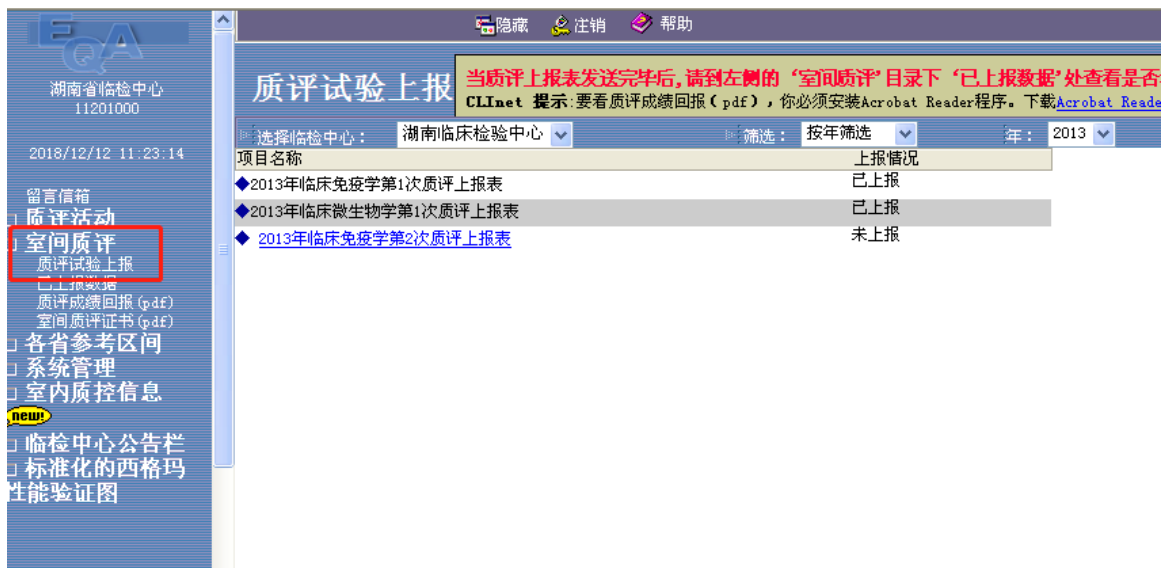 EQA
湖南省临检中心
11201000
2018/12/12 11:23:14
留言信箱
质评活动
室间质评
质评试验上报
已上报数据
质评成绩回报(pdf)
室间质评证书(pdf)
各省参考区间
系统管理
室内质控信息
new!
临检中心公告栏
标准化的西格玛
性能验证图
隐藏 注销 帮助
质评试验上报
当质评上报表发送完毕后,请到左侧的‘室间质评’目录下‘已上报数据’处查看是否
CLInet 提示:要看质评成绩回报(pdf),你必须安装Acrobat Reader程序。下载Acrobat Reade
选择临检中心: 湖南临床检验中心 筛选: 按年筛选 年: 2013
项目名称 上报情况
◆2013年临床免疫学第1次质评上报表 已上报
◆2013年临床微生物学第1次质评上报表 已上报
◆ 2013年临床免疫学第2次质评上报表 未上报